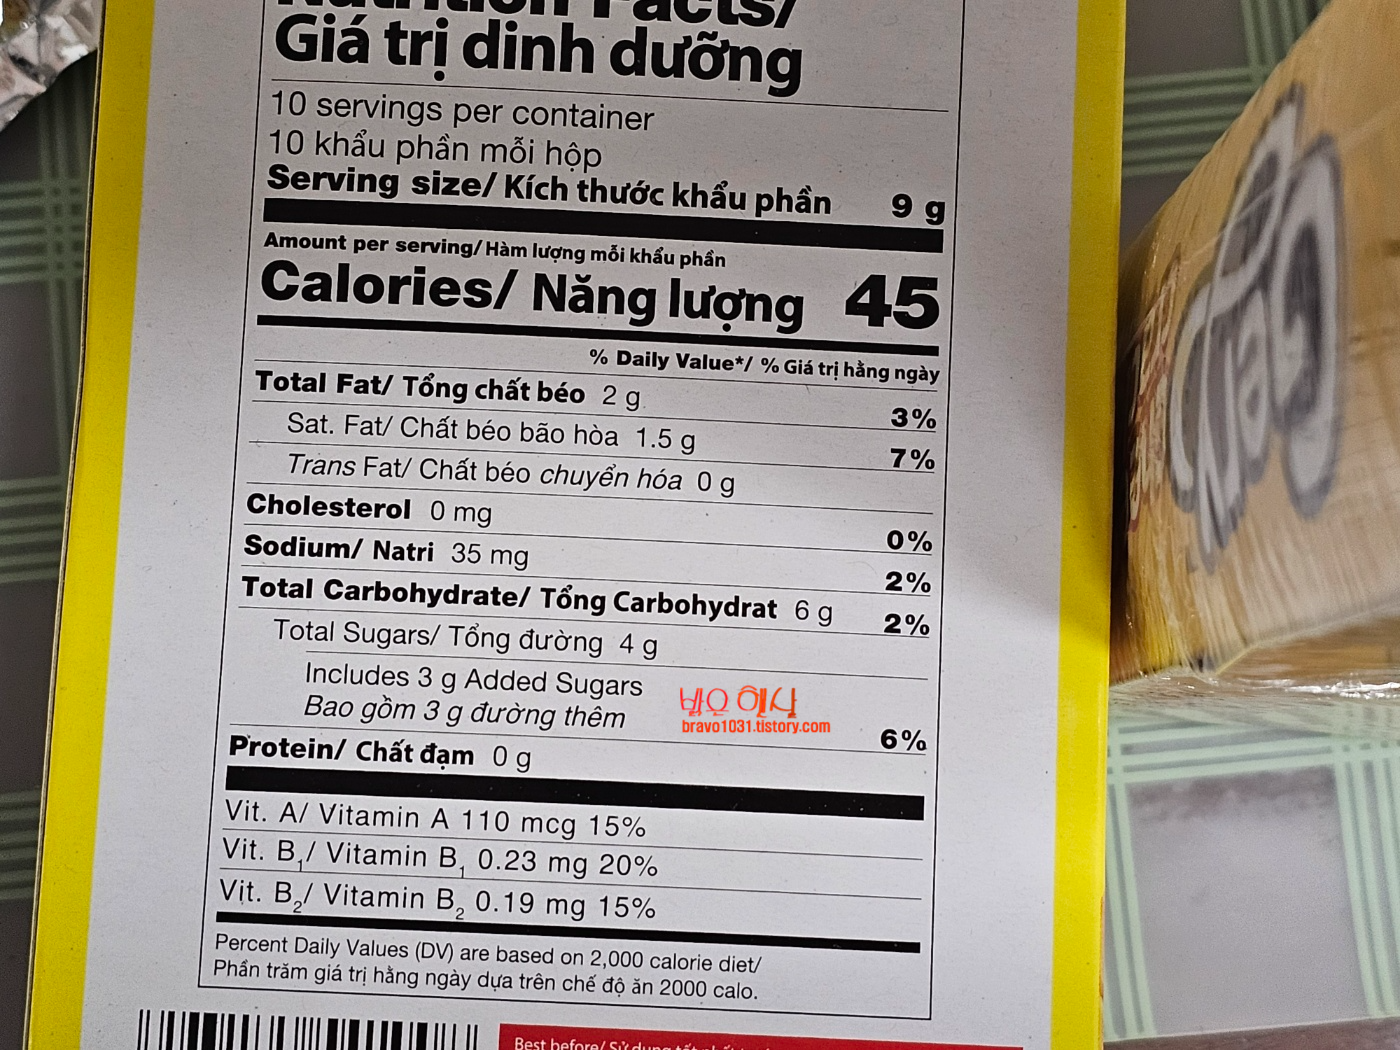 Nutrition Facts/
Giá trị dinh dưỡng
10 servings per container
10 khẩu phần mỗi hộp
Serving size/ Kích thước khẩu phần 9 g
Amount per serving/ Hàm lượng mỗi khẩu phần
Calories/ Năng lượng 45
% Daily Value*/ % Giá trị hằng ngày
Total Fat/ Tổng chất béo 2 g 3%
Sat. Fat/ Chất béo bão hòa 1.5 g 7%
Trans Fat/ Chất béo chuyển hóa 0 g
Cholesterol 0 mg 0%
Sodium/ Natri 35 mg 2%
Total Carbohydrate/ Tổng Carbohydrat 6 g 2%
Total Sugars/ Tổng đường 4 g
Includes 3 g Added Sugars
Bao gồm 3 g đường thêm 6%
bravo1031.tistory.com
Protein/ Chất đạm 0 g
Vit. A/ Vitamin A 110 mcg 15%
Vit. B₁/ Vitamin B₁ 0.23 mg 20%
Vit. B₂/ Vitamin B₂ 0.19 mg 15%
Percent Daily Values (DV) are based on 2,000 calorie diet/
Phần trăm giá trị hằng ngày dựa trên chế độ ăn 2000 calo.
Best before/ Sử dụng